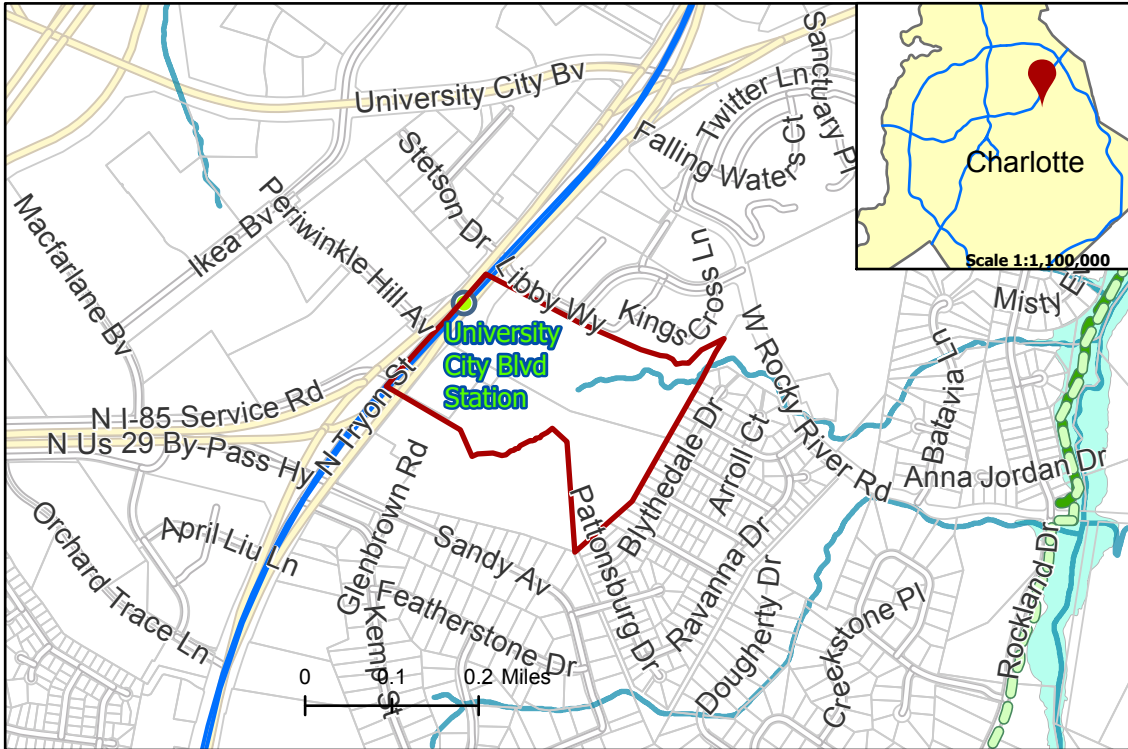 University City Bv
Stetson Dr
Twitter Ln
Sanctuary Pl
Falling Waters Ct
Macfarlane Bv
Ikea Bv
Periwinkle Hill Av
Libby Wy
Kings Cross Ln
W Rocky River Rd
University
City Blvd
Station
N Tryon St
N I-85 Service Rd
N Us 29 By-Pass Hy
Orchard Trace Ln
April Liu Ln
Glenbrown Rd
Kemp St
Sandy Av
Featherstone Dr
Pattonsburg Dr
Blythedale Dr
Arroll Ct
Ravanna Dr
Dougherty Dr
Creekstone Pl
Rockland Dr
Anna Jordan Dr
Batavia Ln
Misty
Charlotte
Scale 1:1,100,000
0 0.1 0.2 Miles